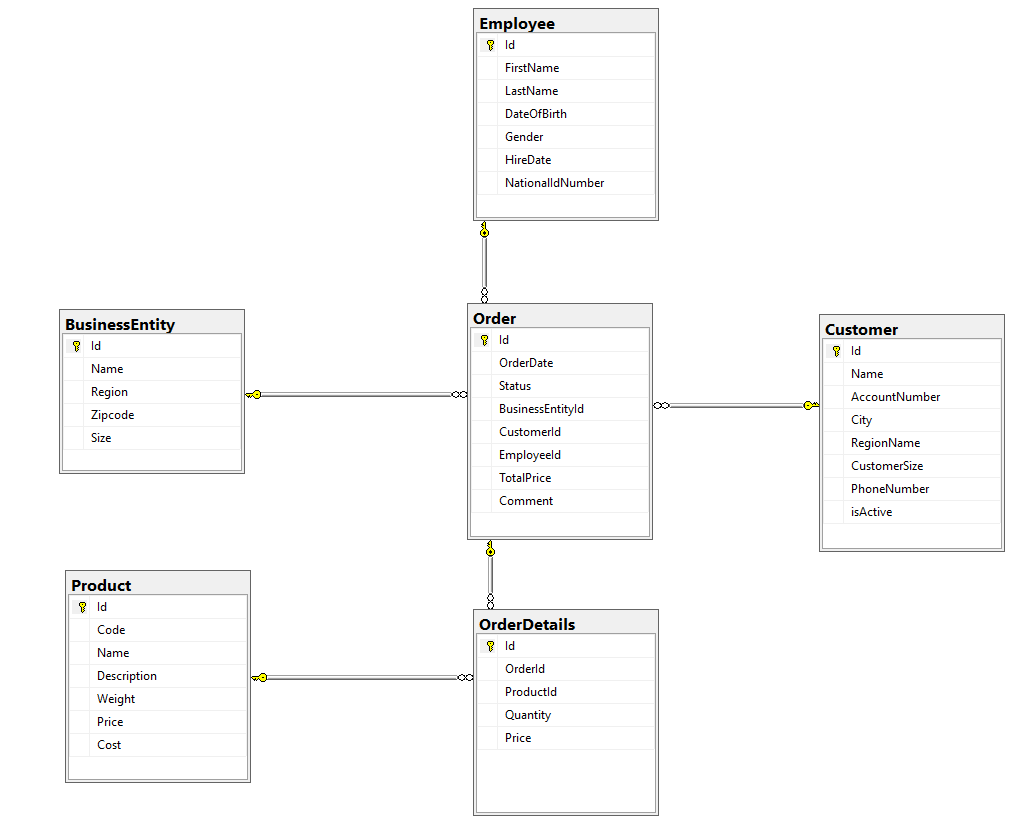 Employee
Id
FirstName
LastName
DateOfBirth
Gender
HireDate
NationalIdNumber
BusinessEntity
Id
Name
Region
Zipcode
Size
Order
Id
OrderDate
Status
BusinessEntityId
CustomerId
EmployeeId
TotalPrice
Comment
Customer
Id
Name
AccountNumber
City
RegionName
CustomerSize
PhoneNumber
isActive
Product
Id
Code
Name
Description
Weight
Price
Cost
OrderDetails
Id
OrderId
ProductId
Quantity
Price